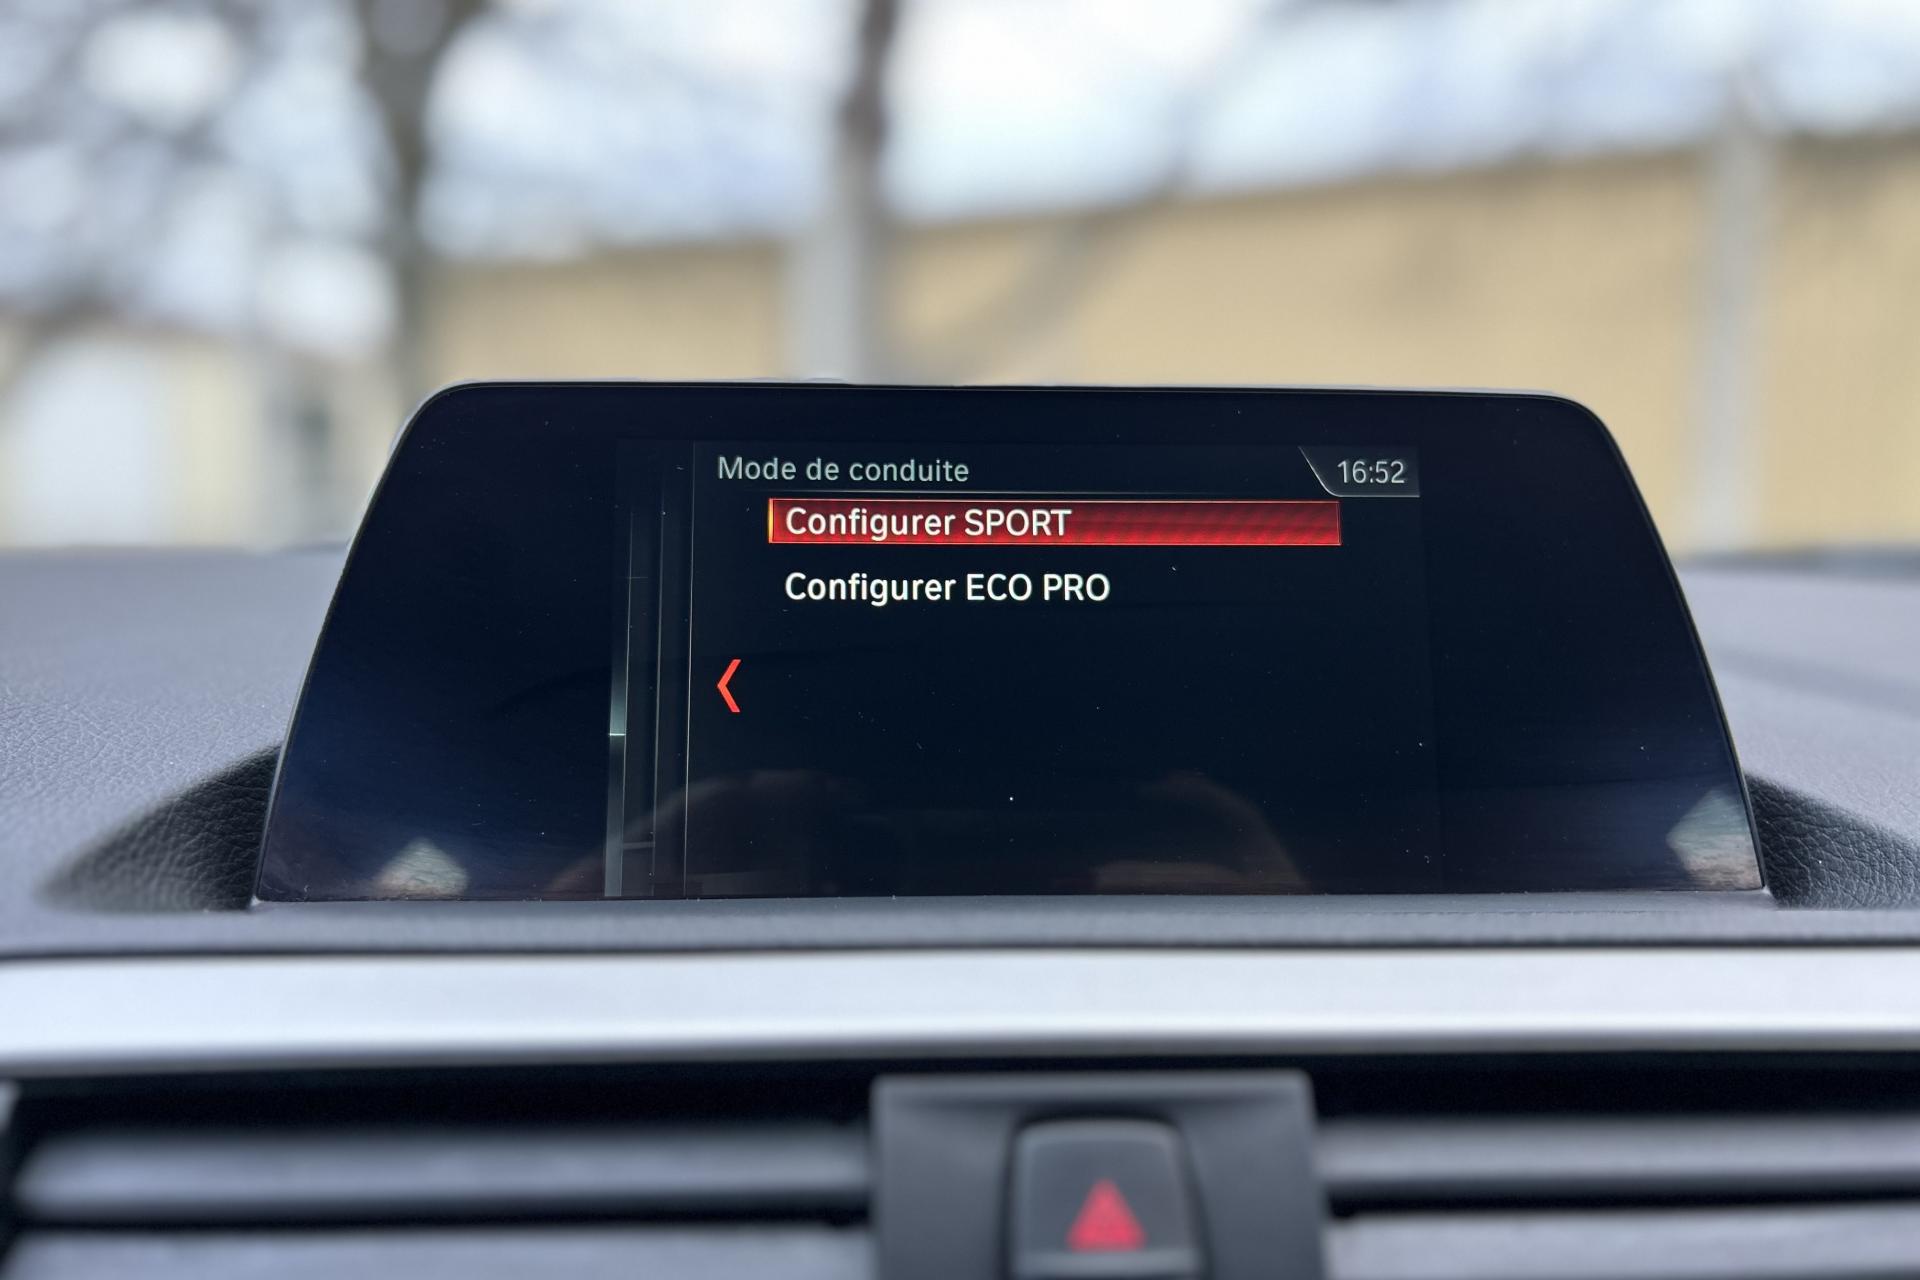 Mode de conduite
16:52
Configurer SPORT
Configurer ECO PRO